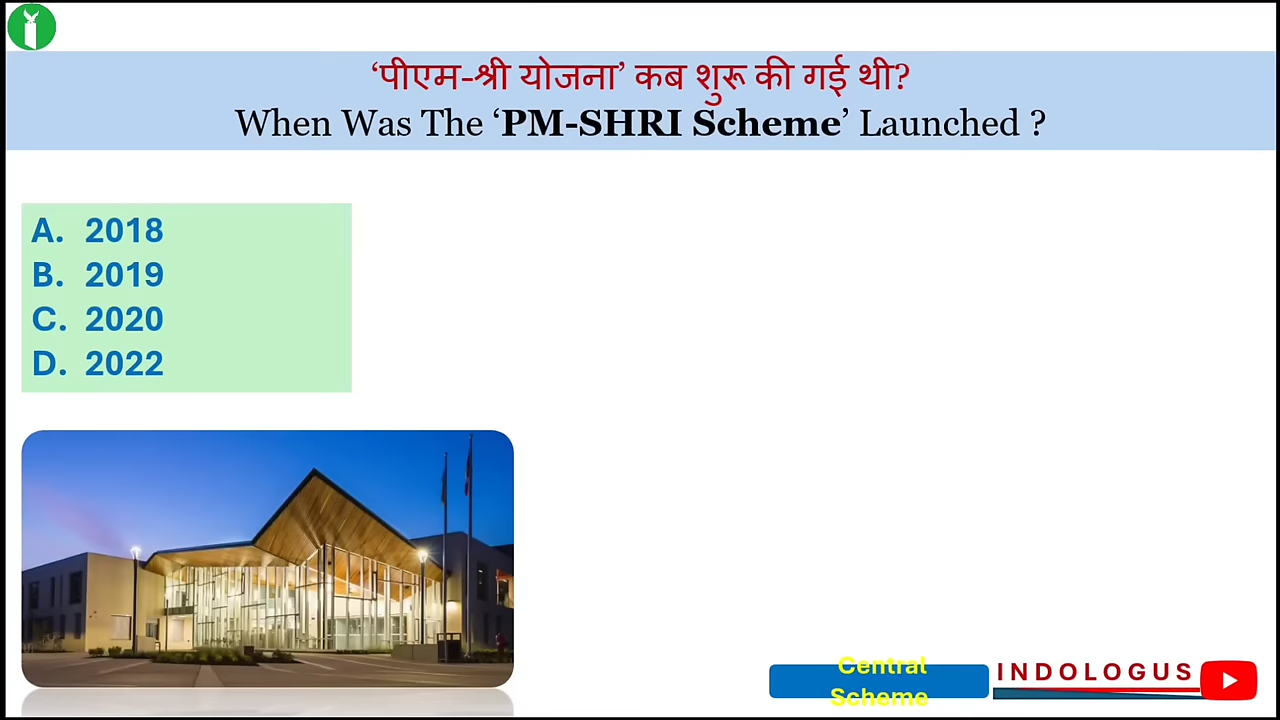 ‘पीएम-श्री योजना’ कब शुरू की गई थी?
When Was The ‘PM-SHRI Scheme’ Launched ?
A. 2018
B. 2019
C. 2020
D. 2022
Central
Scheme
INDOLOGUS